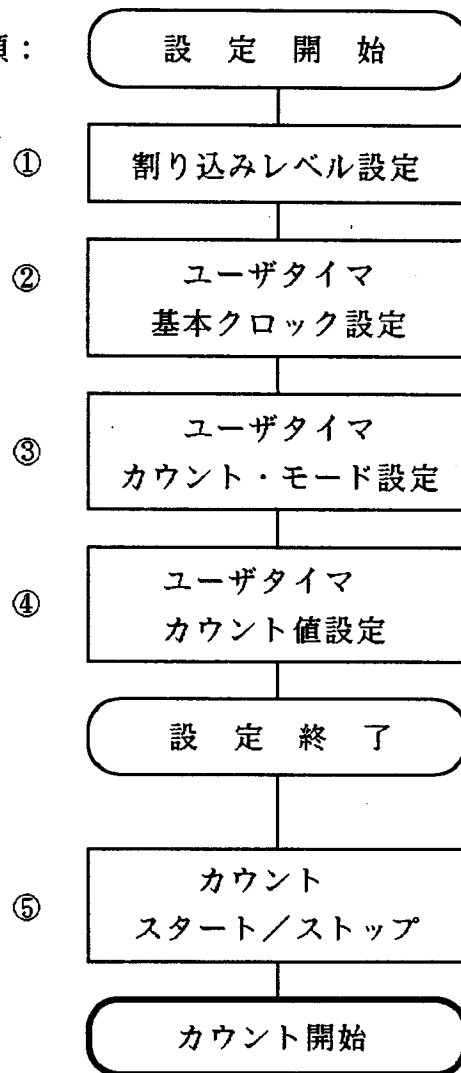 順：
設定開始
① 割り込みレベル設定
② ユーザタイマ
基本クロック設定
③ ユーザタイマ
カウント・モード設定
④ ユーザタイマ
カウント値設定
設定終了
⑤ カウント
スタート／ストップ
カウント開始